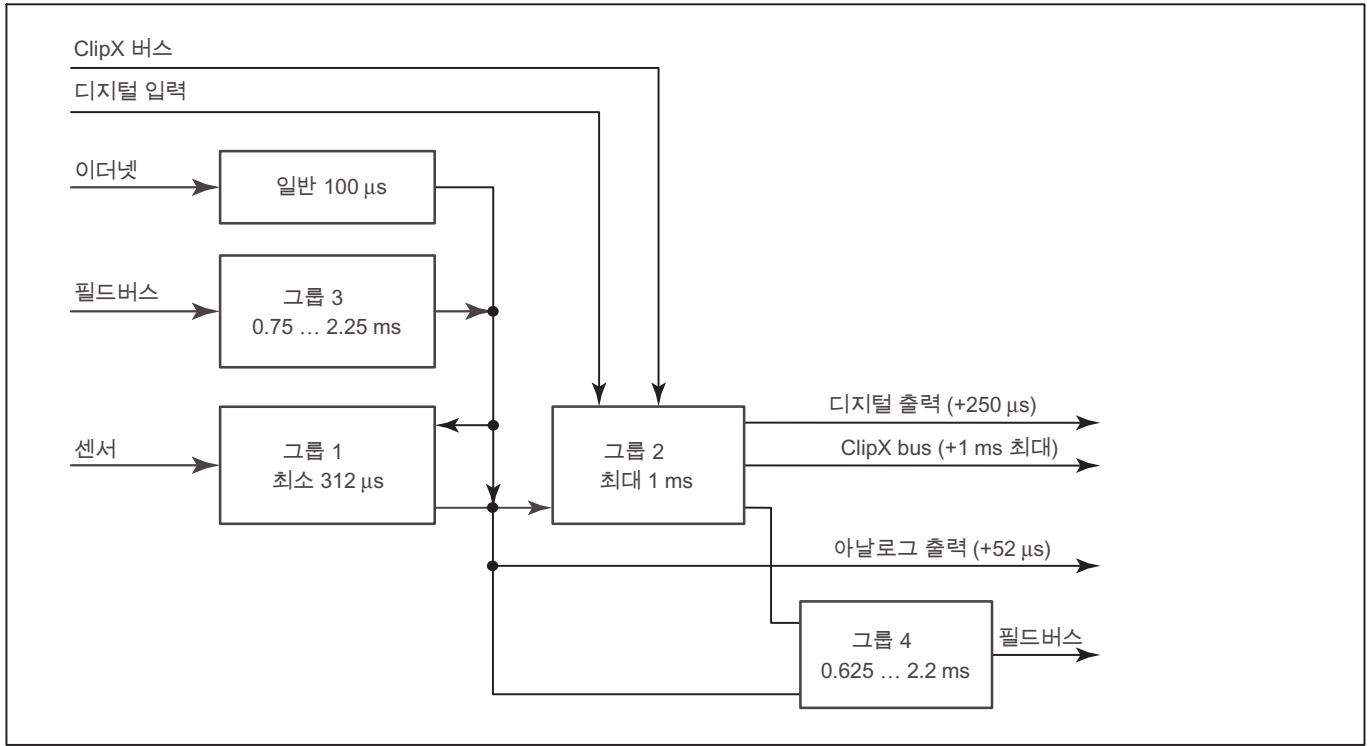 ClipX 버스
디지털 입력
이더넷
일반 100 μs
필드버스
그룹 3
0.75 … 2.25 ms
센서
그룹 1
최소 312 μs
그룹 2
최대 1 ms
디지털 출력 (+250 μs)
ClipX bus (+1 ms 최대)
아날로그 출력 (+52 μs)
그룹 4
0.625 … 2.2 ms
필드버스